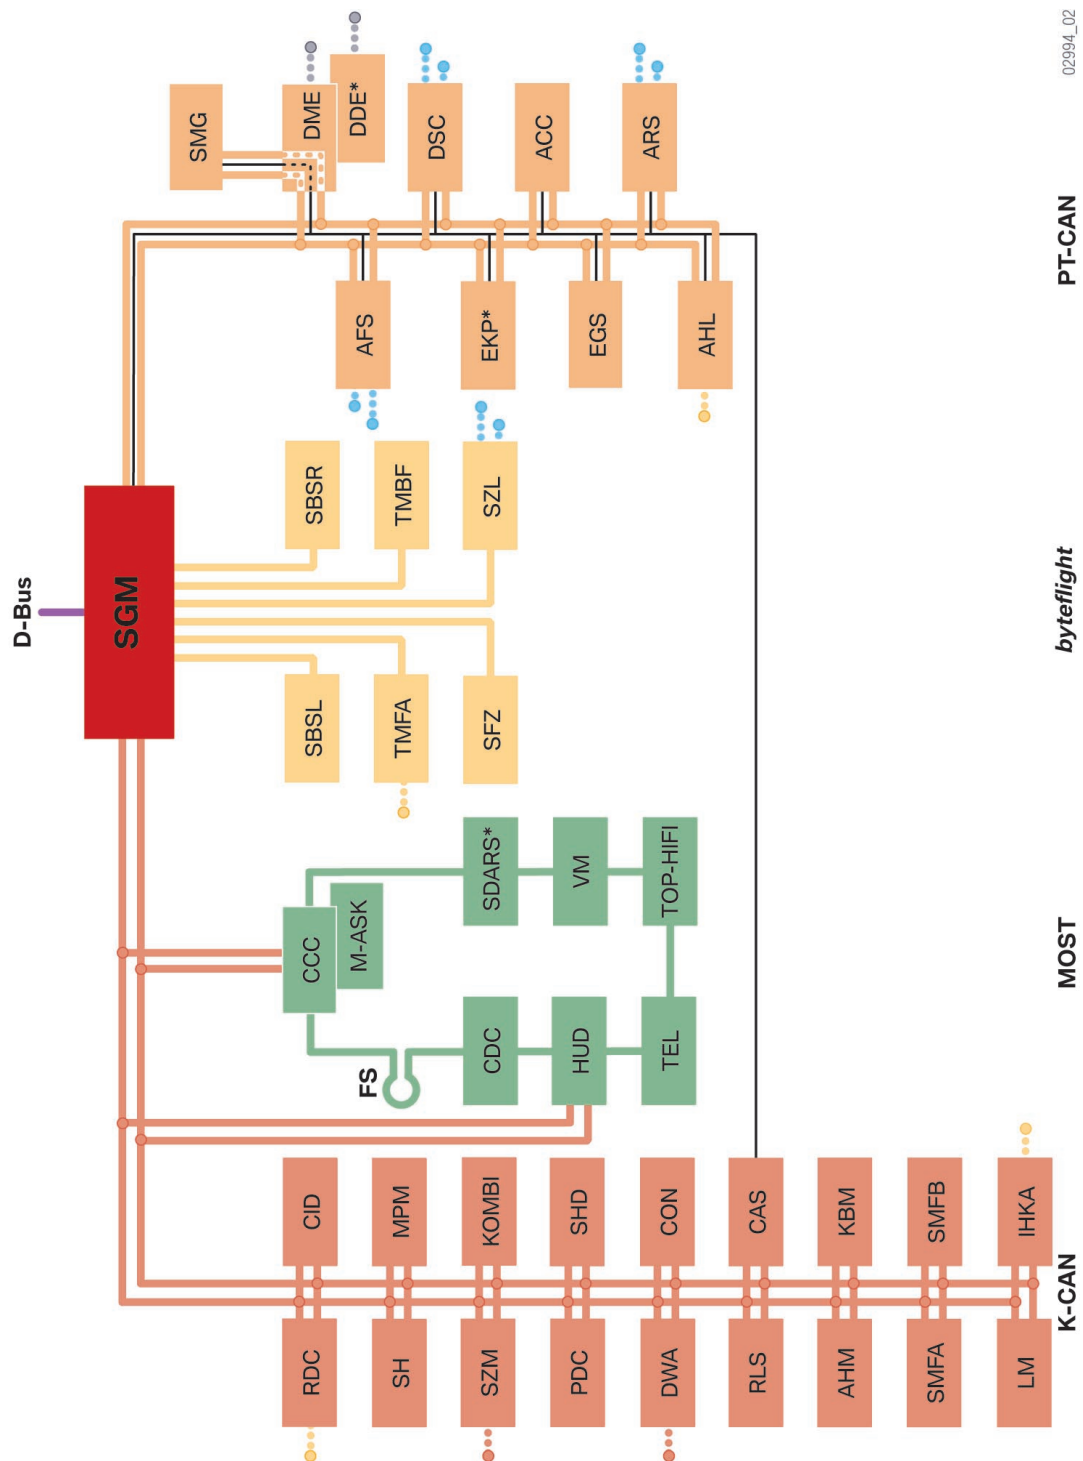 D-Bus
SGM
SMG
RDC
CID
CCC
SBSL
SBSR
DME
FS
M-ASK
AFS
DDE*
SH
MPM
TMFA
TMBF
DSC
SZM
KOMBI
CDC
SDARS*
SFZ
SZL
EKP*
ACC
PDC
SHD
HUD
VM
EGS
ARS
DWA
CON
TEL
TOP-HIFI
AHL
RLS
CAS
AHM
KBM
SMFA
SMFB
LM
IHKA
K-CAN
MOST
byteflight
PT-CAN
02994_02